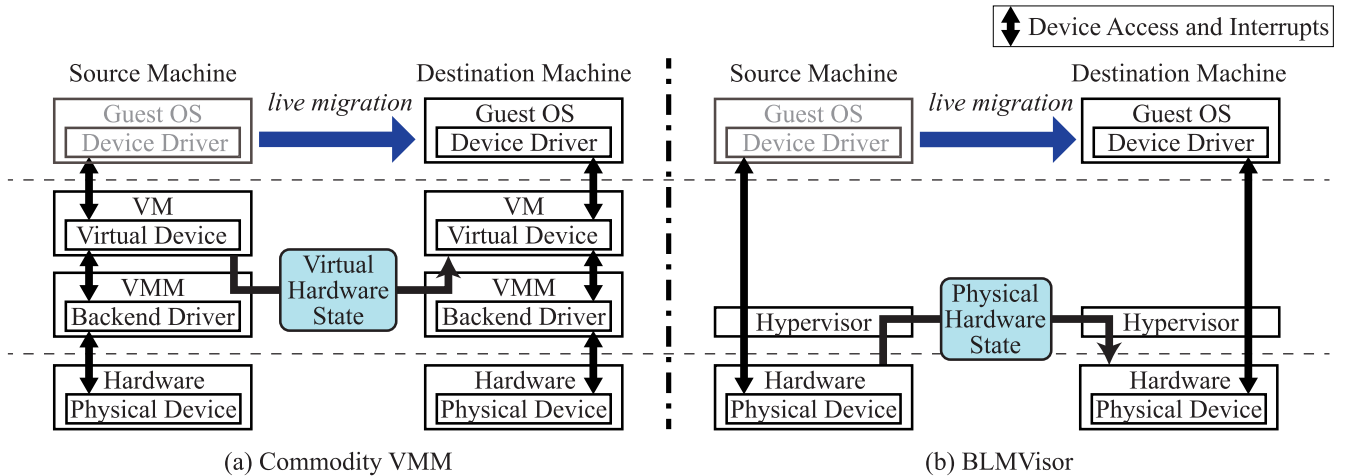 Device Access and Interrupts
Source Machine
Destination Machine
live migration
Guest OS
Device Driver
Guest OS
Device Driver
VM
Virtual Device
VM
Virtual Device
Virtual
Hardware
State
VMM
Backend Driver
VMM
Backend Driver
Hardware
Physical Device
Hardware
Physical Device
(a) Commodity VMM
Source Machine
Destination Machine
live migration
Guest OS
Device Driver
Guest OS
Device Driver
Hypervisor
Physical
Hardware
State
Hypervisor
Hardware
Physical Device
Hardware
Physical Device
(b) BLMVisor